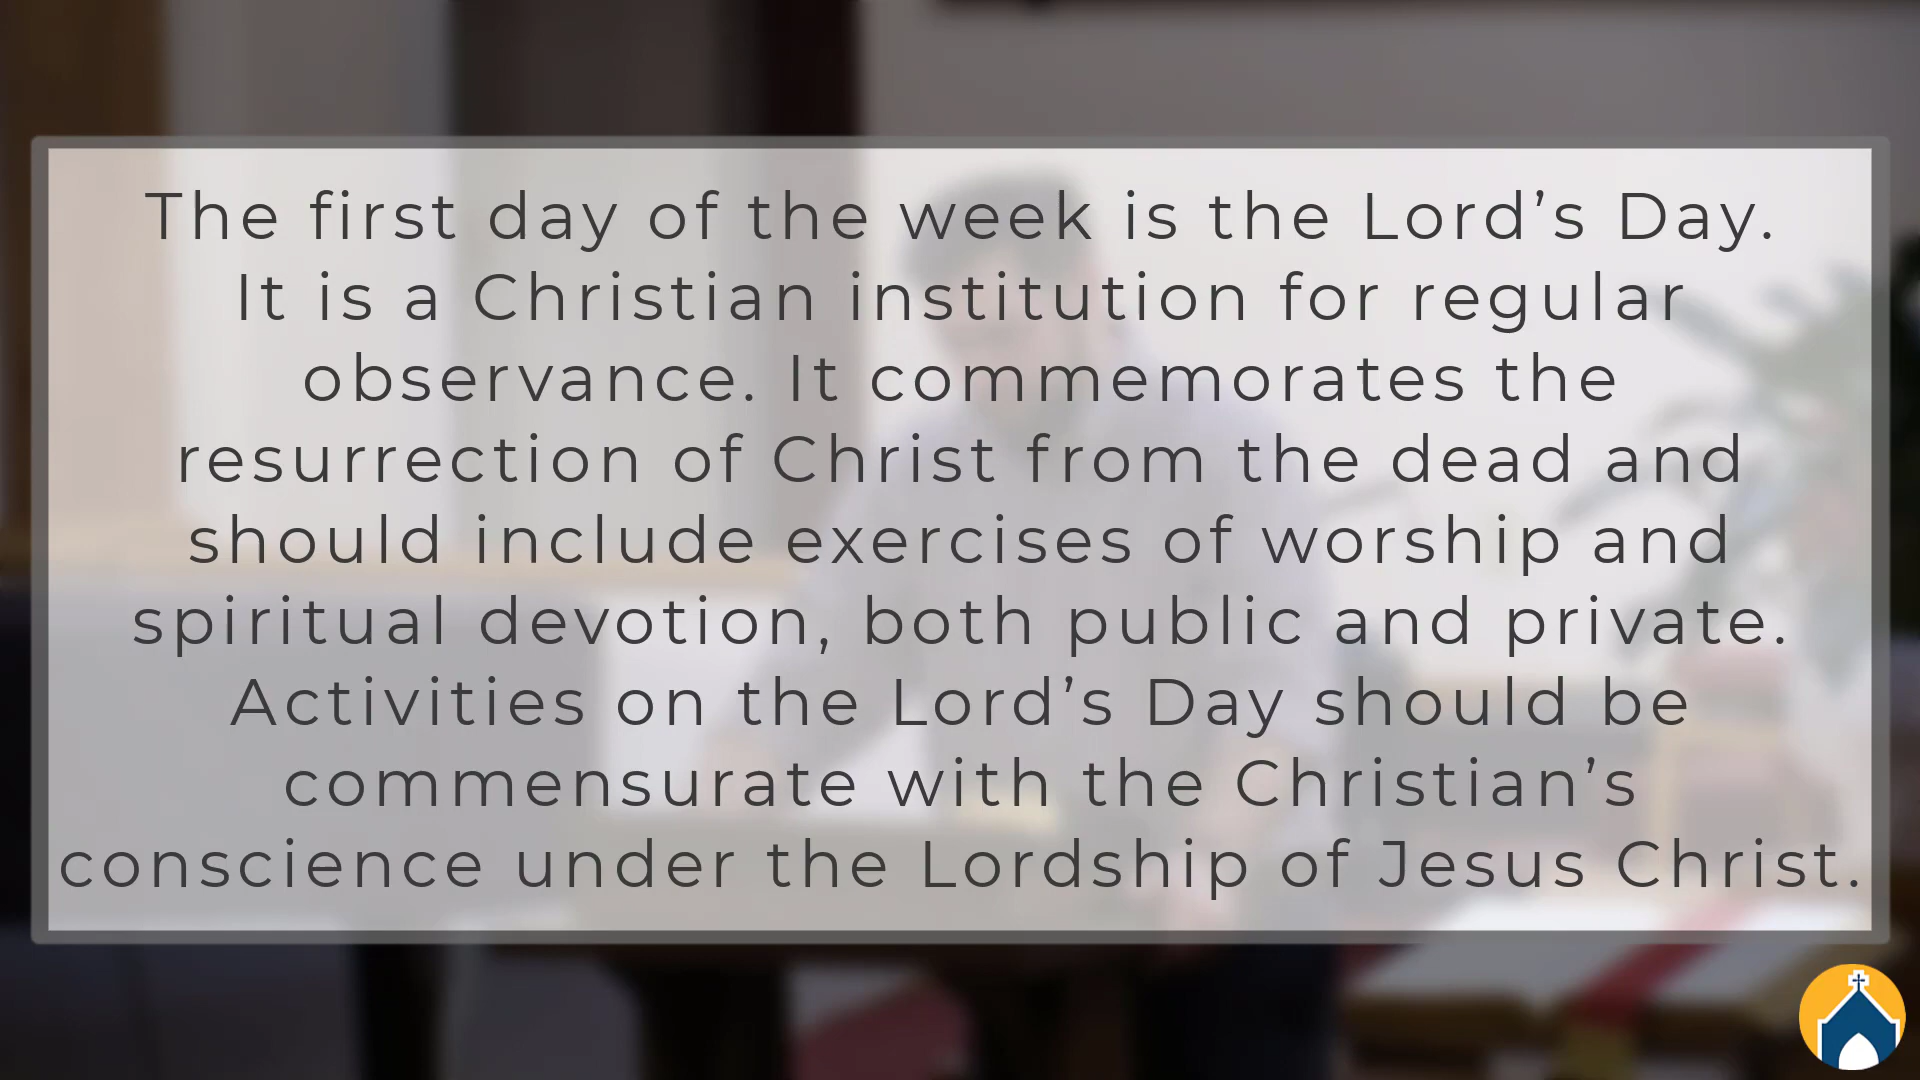 The first day of the week is the Lord’s Day.
It is a Christian institution for regular
observance. It commemorates the
resurrection of Christ from the dead and
should include exercises of worship and
spiritual devotion, both public and private.
Activities on the Lord’s Day should be
commensurate with the Christian’s
conscience under the Lordship of Jesus Christ.